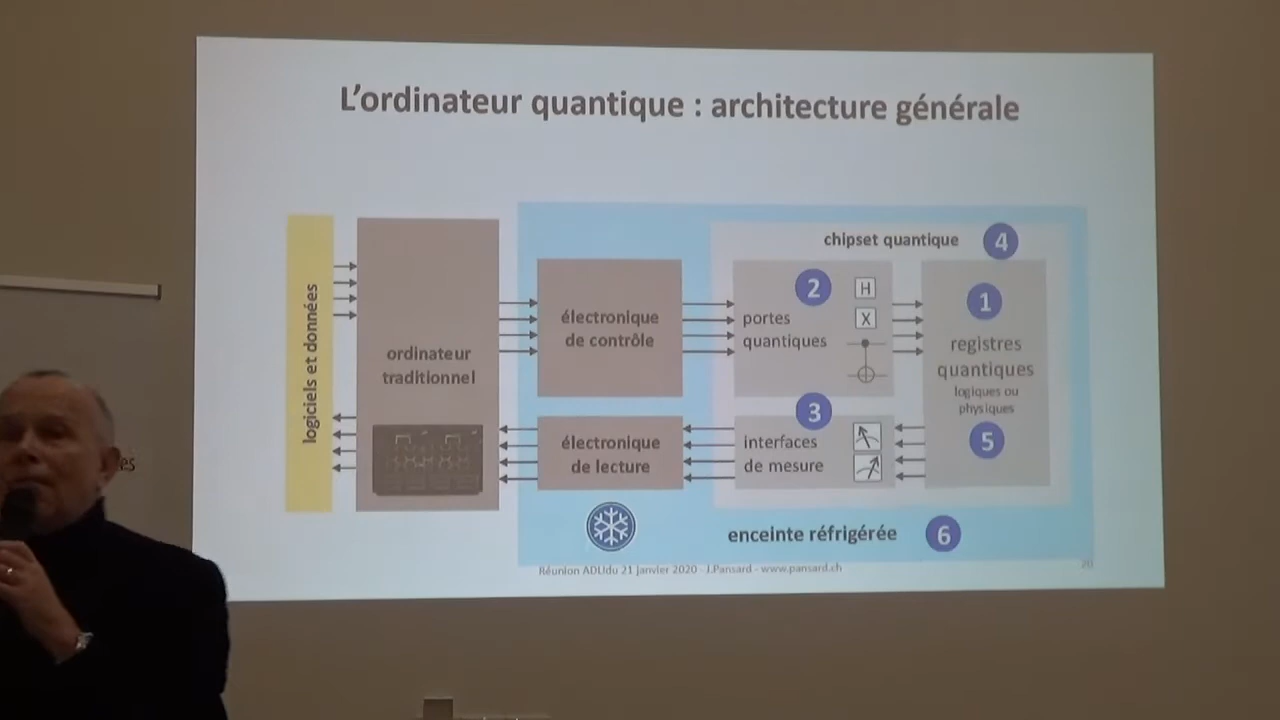 L'ordinateur quantique : architecture générale
logiciels et données
ordinateur
traditionnel
électronique
de contrôle
électronique
de lecture
chipset quantique
4
2
portes
quantiques
H
X
1
registres
quantiques
logiques ou
physiques
5
3
interfaces
de mesure
enceinte réfrigérée
6
Réunion ADUdu 21 janvier 2020 - J.Pansard - www.pansard.ch